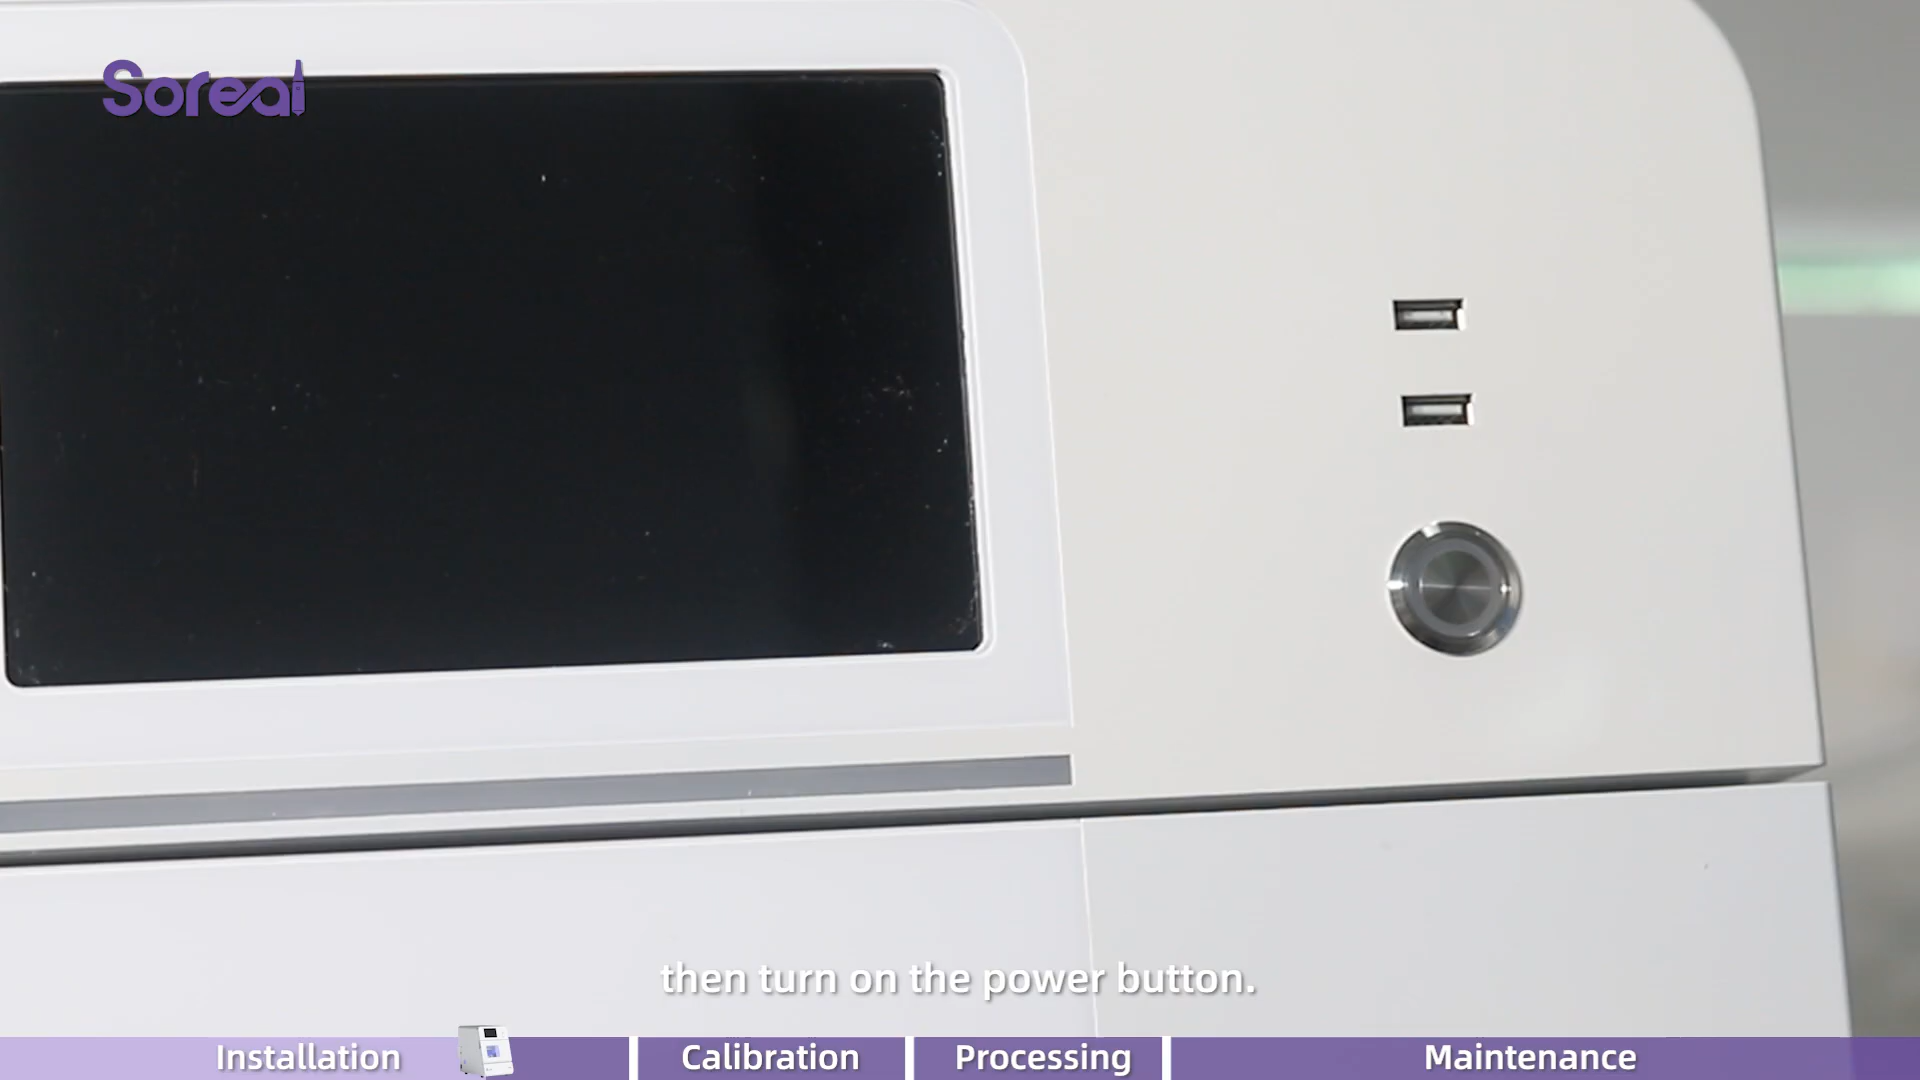 Soreal
then turn on the power button.
Installation
Calibration
Processing
Maintenance